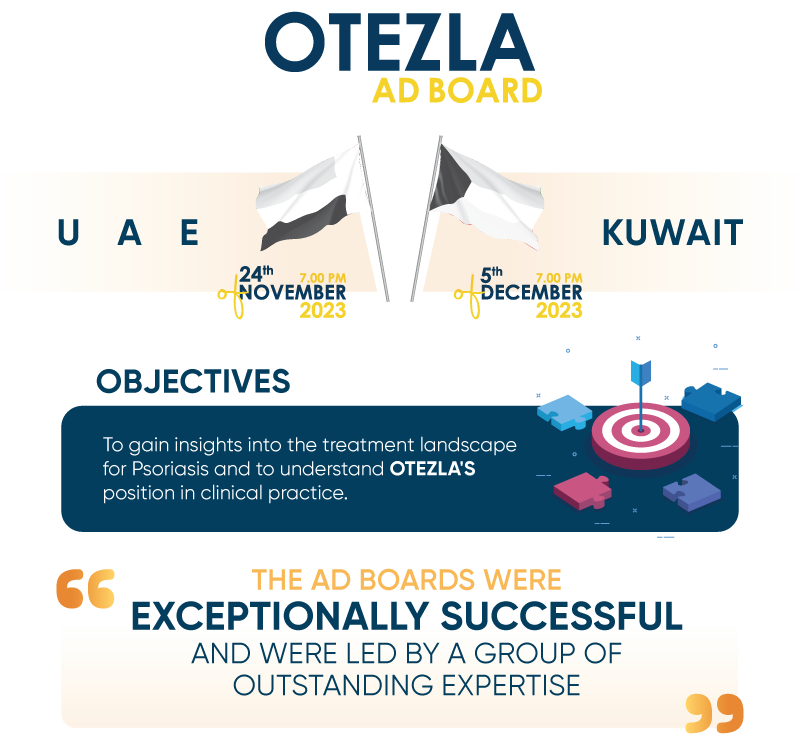 OTEZLA
AD BOARD
U A E
KUWAIT
24th 7.00 PM
of NOVEMBER
2023
5th 7.00 PM
of DECEMBER
2023
OBJECTIVES
To gain insights into the treatment landscape
for Psoriasis and to understand OTEZLA'S
position in clinical practice.
“
THE AD BOARDS WERE
EXCEPTIONALLY SUCCESSFUL
AND WERE LED BY A GROUP OF
OUTSTANDING EXPERTISE
”